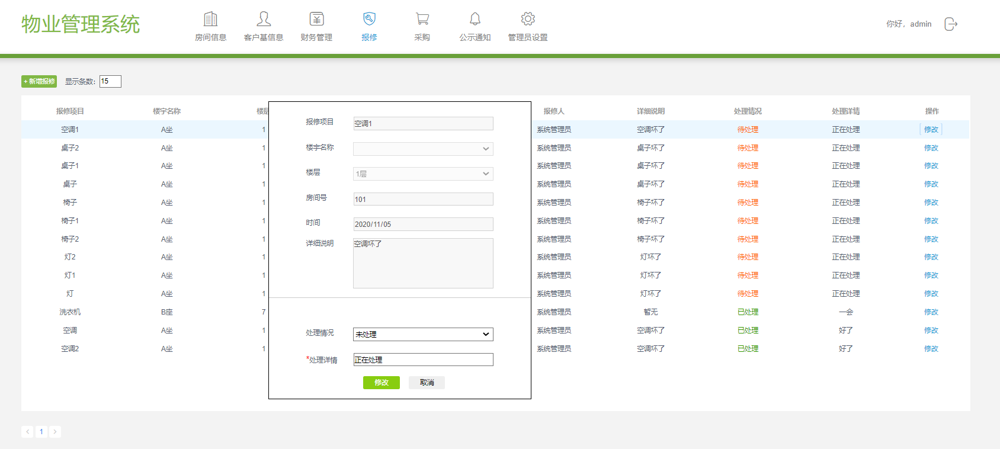 物业管理系统
房间信息 客户基信息 财务管理 报修 采购 公示通知 管理员设置
你好，admin
+ 新增报修 显示条数: 15
报修项目 楼宇名称 楼层 报修人 详细说明 处理情况 处理详情 操作
空调1 A坐 1 系统管理员 空调坏了 待处理 正在处理 修改
桌子2 A坐 1 系统管理员 桌子坏了 待处理 正在处理 修改
桌子1 A坐 1 系统管理员 桌子坏了 待处理 正在处理 修改
桌子 A坐 1 系统管理员 桌子坏了 待处理 正在处理 修改
椅子 A坐 1 系统管理员 椅子坏了 待处理 正在处理 修改
椅子1 A坐 1 系统管理员 椅子坏了 待处理 正在处理 修改
椅子2 A坐 1 系统管理员 椅子坏了 待处理 正在处理 修改
灯2 A坐 1 系统管理员 灯坏了 待处理 正在处理 修改
灯1 A坐 1 系统管理员 灯坏了 待处理 正在处理 修改
灯 A坐 1 系统管理员 灯坏了 待处理 正在处理 修改
洗衣机 B座 7 系统管理员 暂无 已处理 一会 修改
空调 A坐 1 系统管理员 空调坏了 已处理 好了 修改
空调2 A坐 1 系统管理员 空调坏了 已处理 好了 修改
报修项目 空调1
楼宇名称
楼层 1层
房间号 101
时间 2020/11/05
详细说明 空调坏了
处理情况 未处理
*处理详情 正在处理
修改 取消
< 1 >